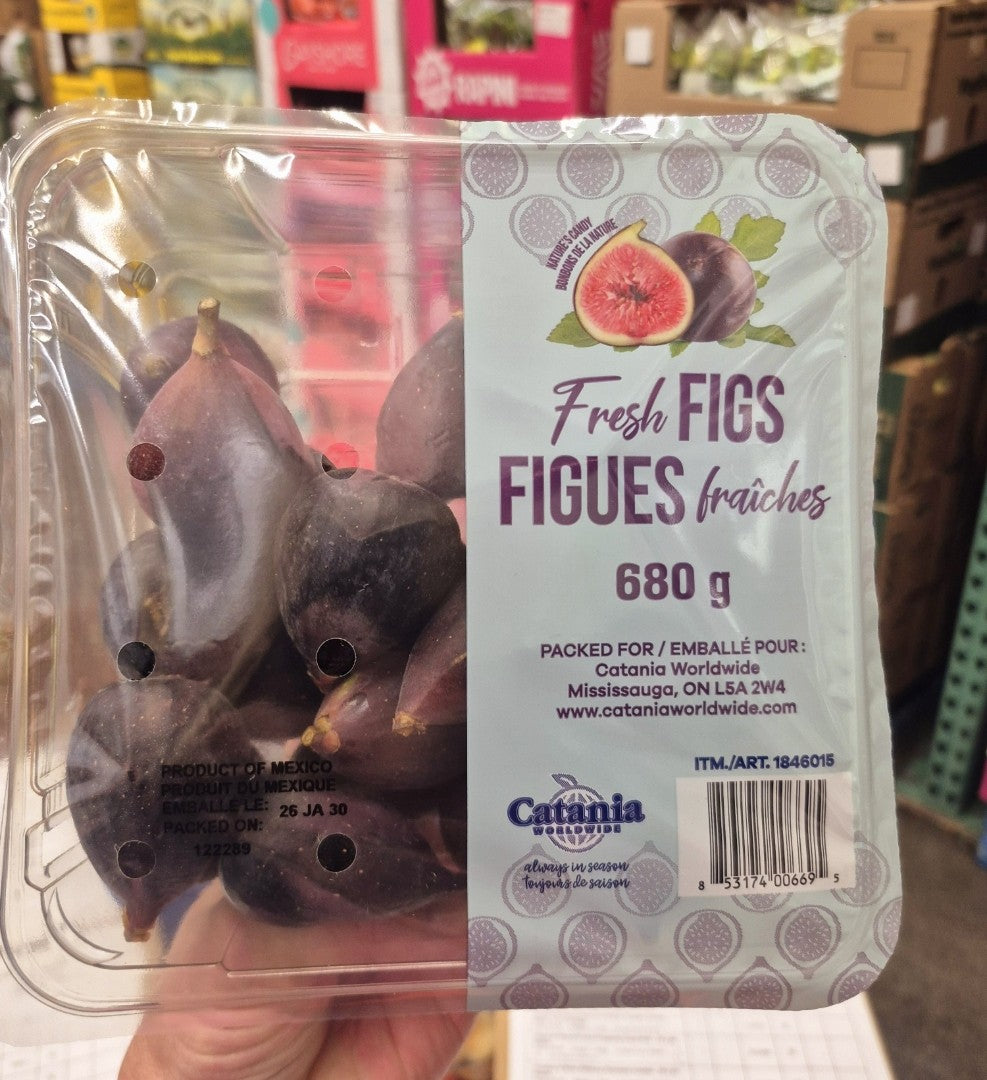 NATURE'S CANDY
BONBONS DE LA NATURE
Fresh FIGS
FIGUES fraîches
680 g
PACKED FOR / EMBALLÉ POUR :
Catania Worldwide
Mississauga, ON L5A 2W4
www.cataniaworldwide.com
ITM./ART. 1846015
Catania
WORLDWIDE
always in season
toujours de saison
8 53174 00669 5
PRODUCT OF MEXICO
PRODUIT DU MEXIQUE
EMBALLÉ LE: 26 JA 30
PACKED ON:
122289